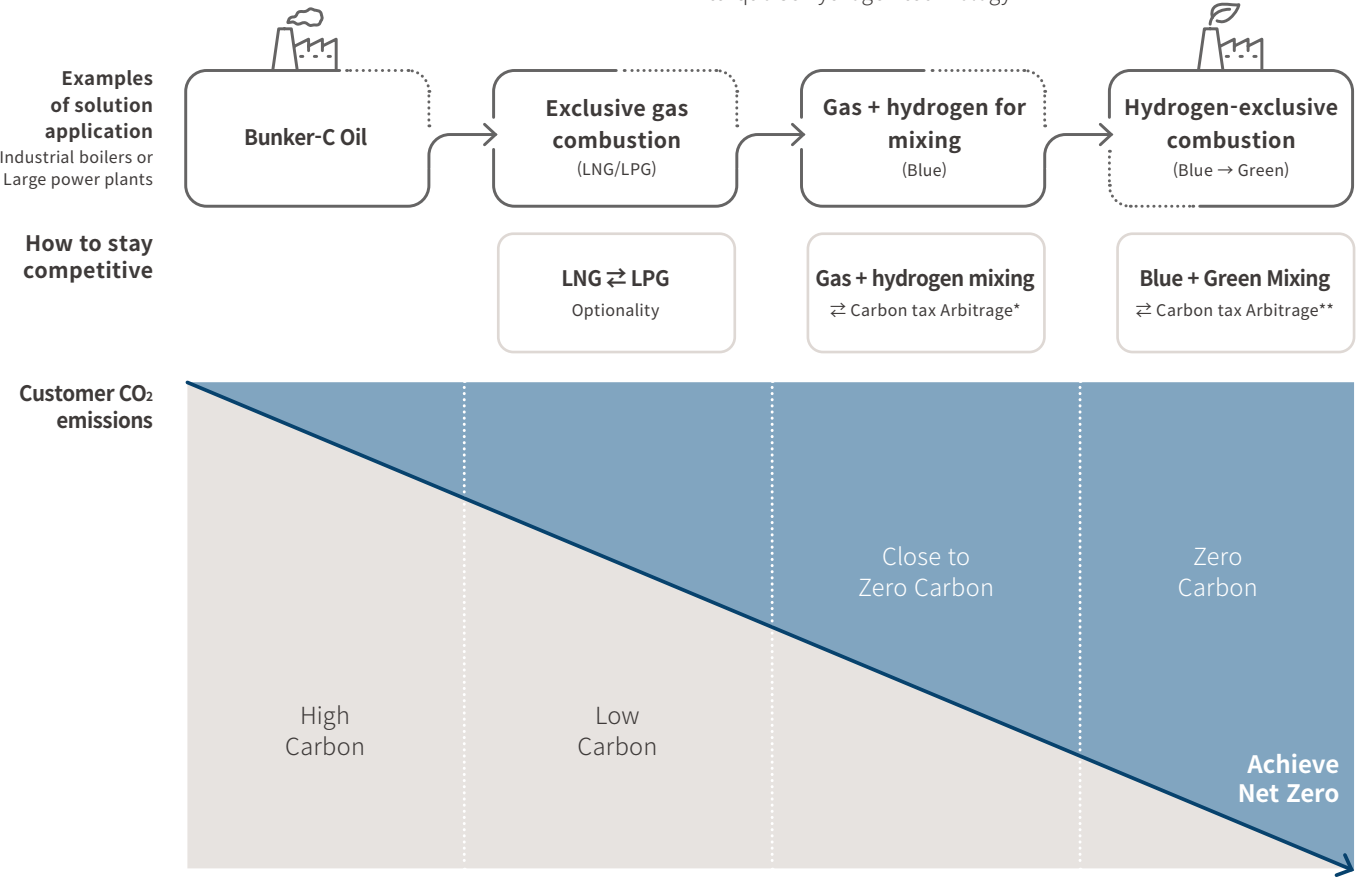 Examples
of solution
application
Industrial boilers or
Large power plants
Bunker-C Oil
Exclusive gas
combustion
(LNG/LPG)
Gas + hydrogen for
mixing
(Blue)
Hydrogen-exclusive
combustion
(Blue → Green)
How to stay
competitive
LNG ⇄ LPG
Optionality
Gas + hydrogen mixing
⇄ Carbon tax Arbitrage*
Blue + Green Mixing
⇄ Carbon tax Arbitrage**
Customer CO₂
emissions
High
Carbon
Low
Carbon
Close to
Zero Carbon
Zero
Carbon
Achieve
Net Zero